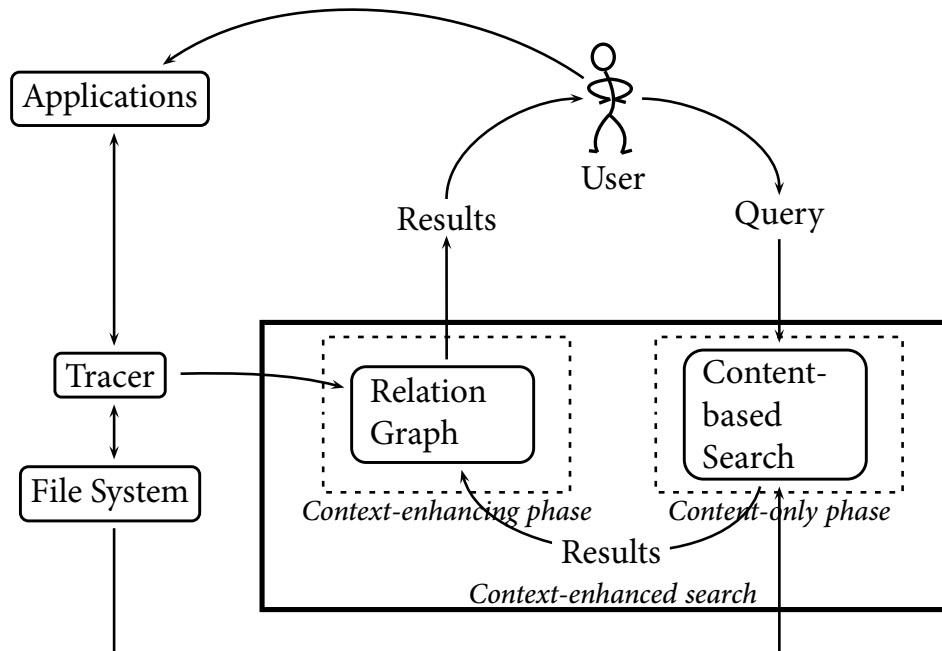 Applications
User
Results
Query
Tracer
Relation
Graph
Content-
based
Search
File System
Context-enhancing phase
Content-only phase
Results
Context-enhanced search